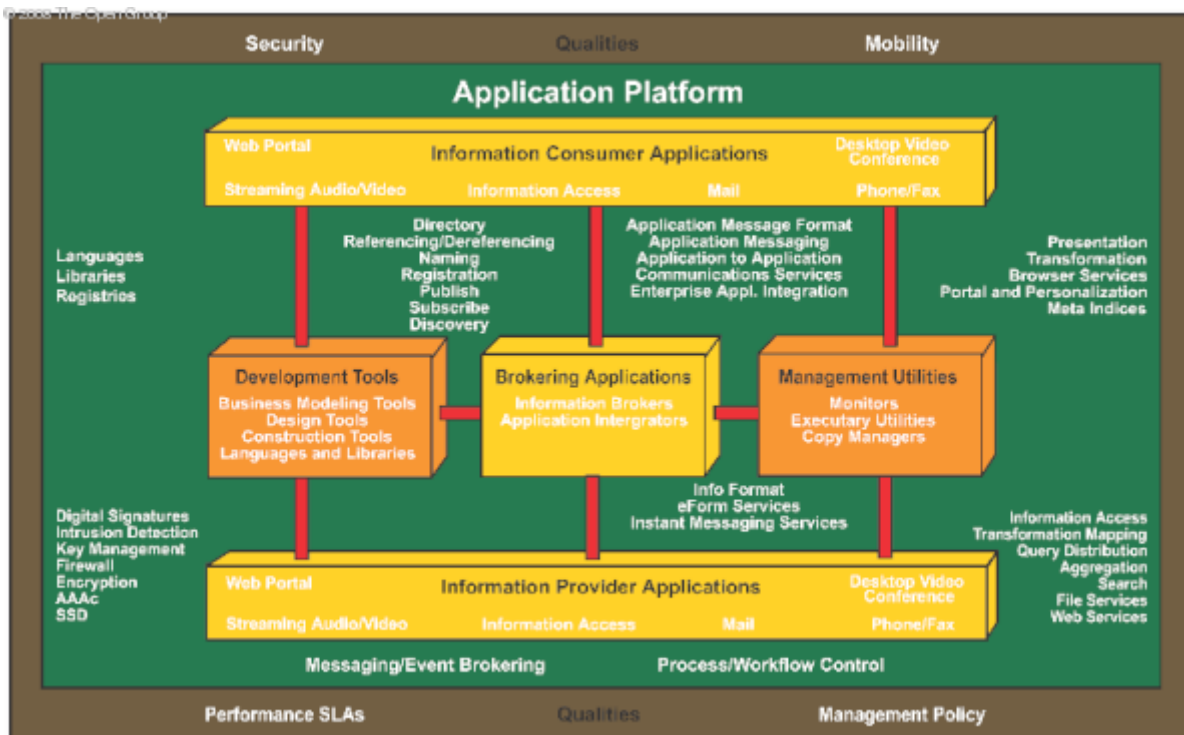 © 2008 The Open Group
Security
Qualities
Mobility
Application Platform
Web Portal
Information Consumer Applications
Desktop Video
Conference
Streaming Audio/Video
Information Access
Mail
Phone/Fax
Languages
Libraries
Registries
Directory
Referencing/Dereferencing
Naming
Registration
Publish
Subscribe
Discovery
Application Message Format
Application Messaging
Application to Application
Communications Services
Enterprise Appl. Integration
Presentation
Transformation
Browser Services
Portal and Personalization
Meta Indices
Development Tools
Business Modeling Tools
Design Tools
Construction Tools
Languages and Libraries
Brokering Applications
Information Brokers
Application Intergrators
Management Utilities
Monitors
Executary Utilities
Copy Managers
Digital Signatures
Intrusion Detection
Key Management
Firewall
Encryption
AAAc
SSD
Info Format
eForm Services
Instant Messaging Services
Information Access
Transformation Mapping
Query Distribution
Aggregation
Search
File Services
Web Services
Web Portal
Information Provider Applications
Desktop Video
Conference
Streaming Audio/Video
Information Access
Mail
Phone/Fax
Messaging/Event Brokering
Process/Workflow Control
Performance SLAs
Qualities
Management Policy